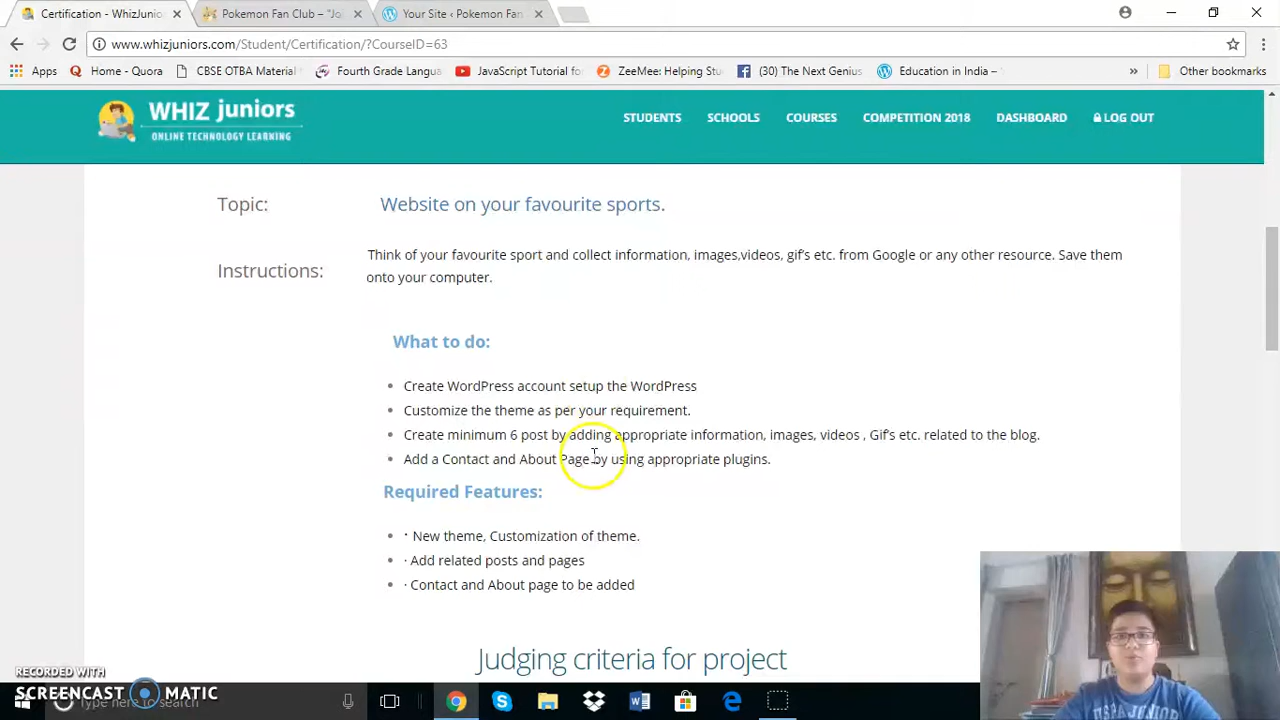 Certification - WhizJunior
Pokemon Fan Club – "Jo
Your Site ‹ Pokemon Fan
www.whizjuniors.com/Student/Certification/?CourseID=63
Apps
Home - Quora
CBSE OTBA Material
Fourth Grade Langua
JavaScript Tutorial for
ZeeMee: Helping Stu
(30) The Next Genius
Education in India –
»
Other bookmarks
WHIZ juniors
ONLINE TECHNOLOGY LEARNING
STUDENTS
SCHOOLS
COURSES
COMPETITION 2018
DASHBOARD
LOG OUT
Topic:
Website on your favourite sports.
Instructions:
Think of your favourite sport and collect information, images,videos, gif's etc. from Google or any other resource. Save them
onto your computer.
What to do:
• Create WordPress account setup the WordPress
• Customize the theme as per your requirement.
• Create minimum 6 post by adding appropriate information, images, videos , Gif's etc. related to the blog.
• Add a Contact and About Page by using appropriate plugins.
Required Features:
• · New theme, Customization of theme.
• · Add related posts and pages
• · Contact and About page to be added
Judging criteria for project
RECORDED WITH
SCREENCAST MATIC
Type here to search